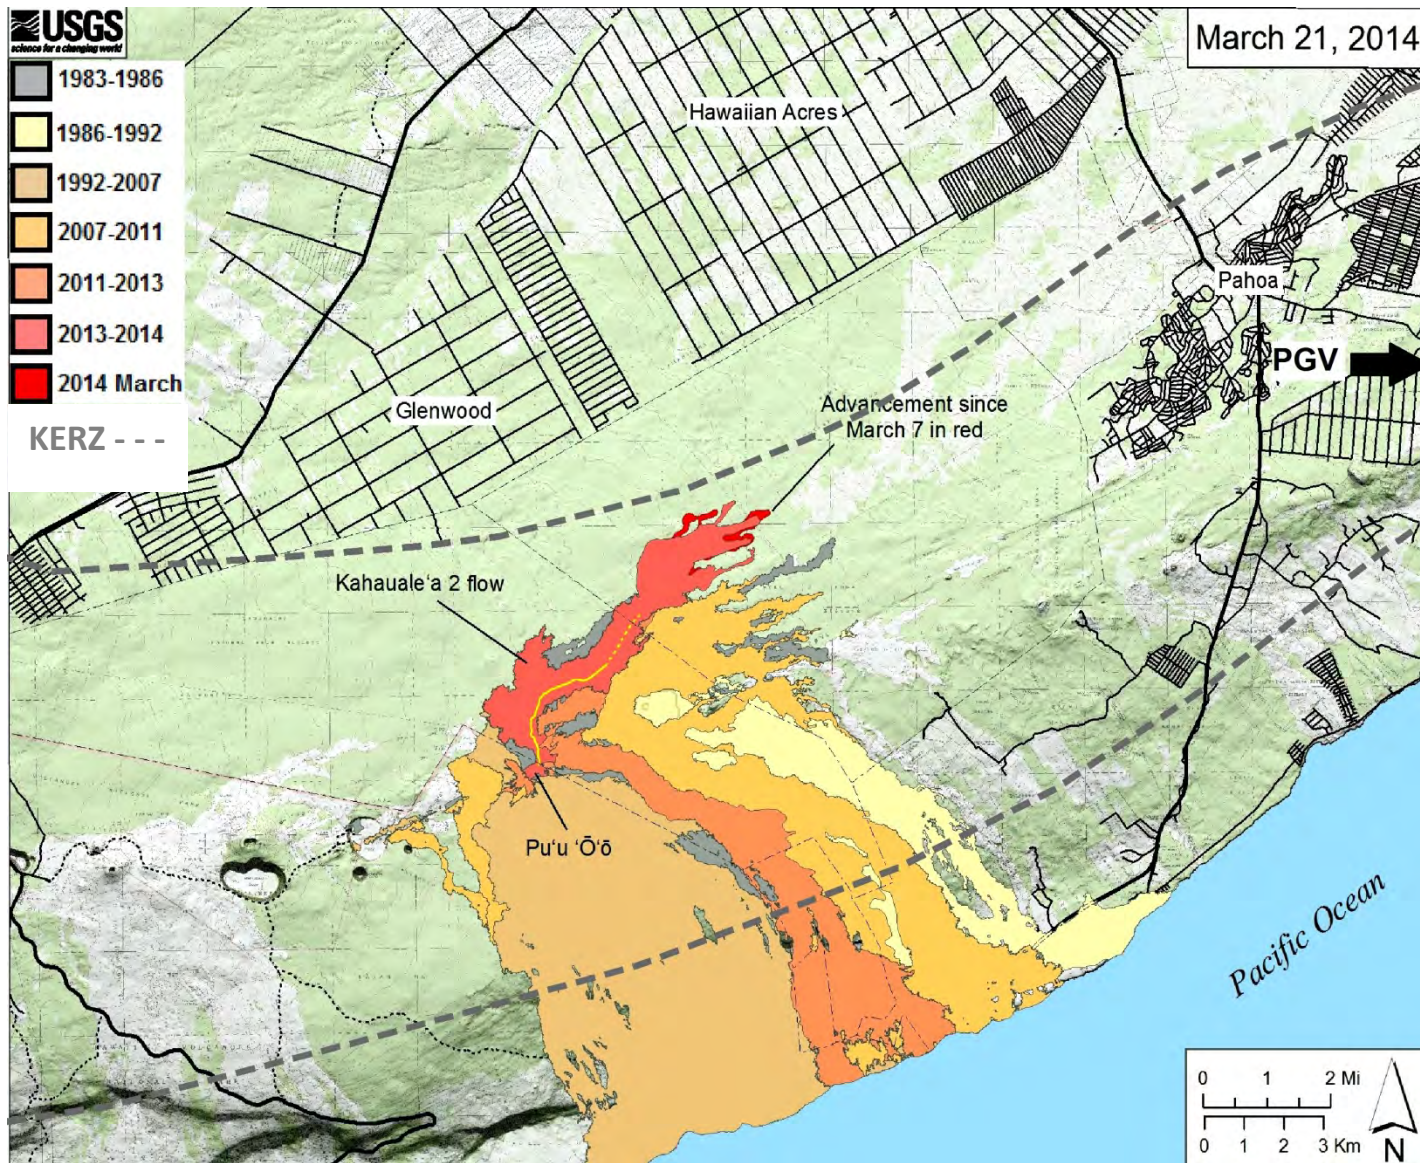 USGS
science for a changing world
March 21, 2014
1983-1986
1986-1992
1992-2007
2007-2011
2011-2013
2013-2014
2014 March
KERZ - - -
Hawaiian Acres
Pahoa
PGV
Glenwood
Advancement since
March 7 in red
Kahauale‘a 2 flow
Pu‘u ‘Ō‘ō
Pacific Ocean
0 1 2 Mi
0 1 2 3 Km
N